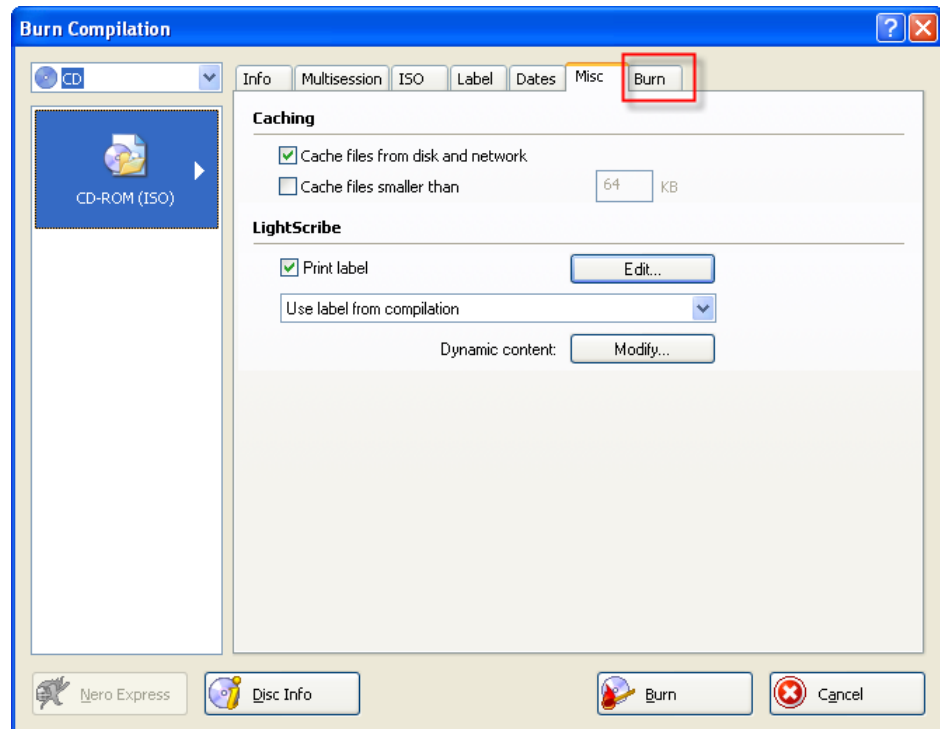 Burn Compilation
CD
Info Multisession ISO Label Dates Misc Burn
CD-ROM (ISO)
Caching
Cache files from disk and network
Cache files smaller than 64 KB
LightScribe
Print label Edit...
Use label from compilation
Dynamic content: Modify...
Nero Express Disc Info Burn Cancel